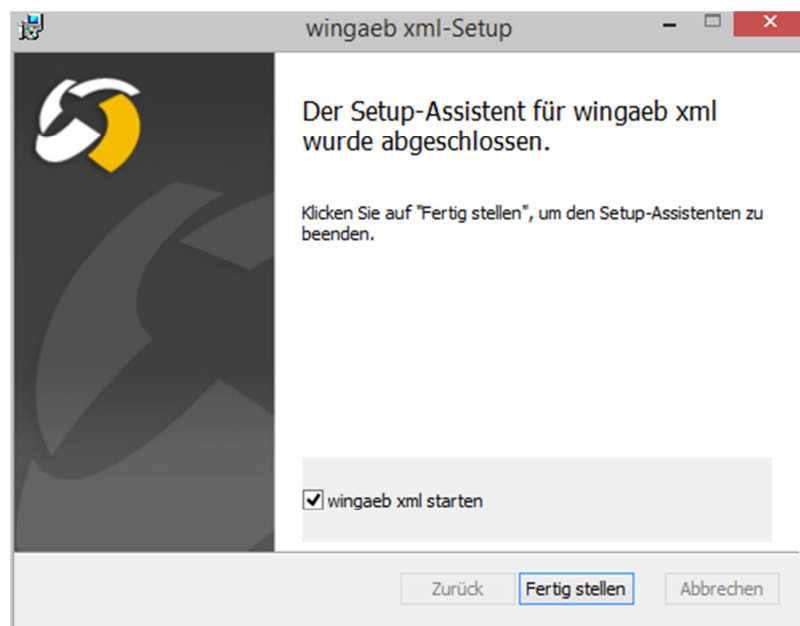 wingaeb xml-Setup
Der Setup-Assistent für wingaeb xml
wurde abgeschlossen.
Klicken Sie auf "Fertig stellen", um den Setup-Assistenten zu
beenden.
wingaeb xml starten
Zurück
Fertig stellen
Abbrechen